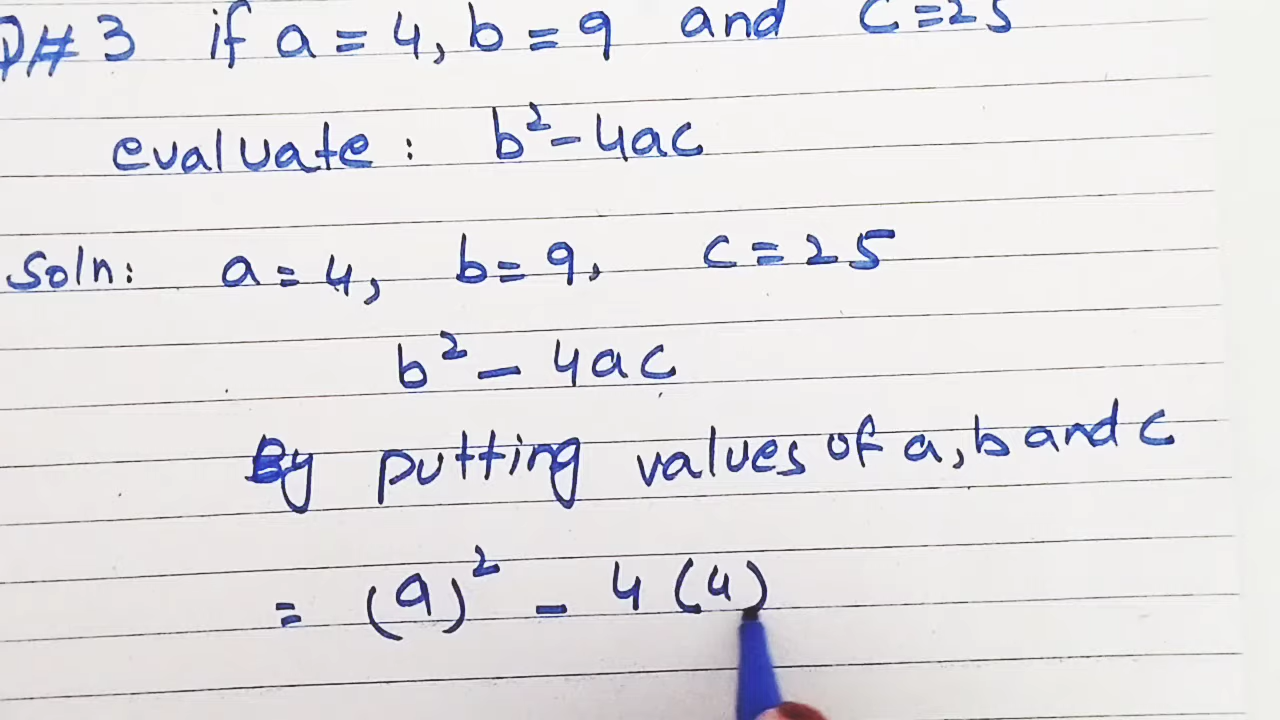 Q#3 if a = 4, b = 9 and c = 25
evaluate : b² - 4ac
Soln: a = 4, b = 9, c = 25
b² - 4ac
By putting values of a, b and c
= (9)² - 4 (4)